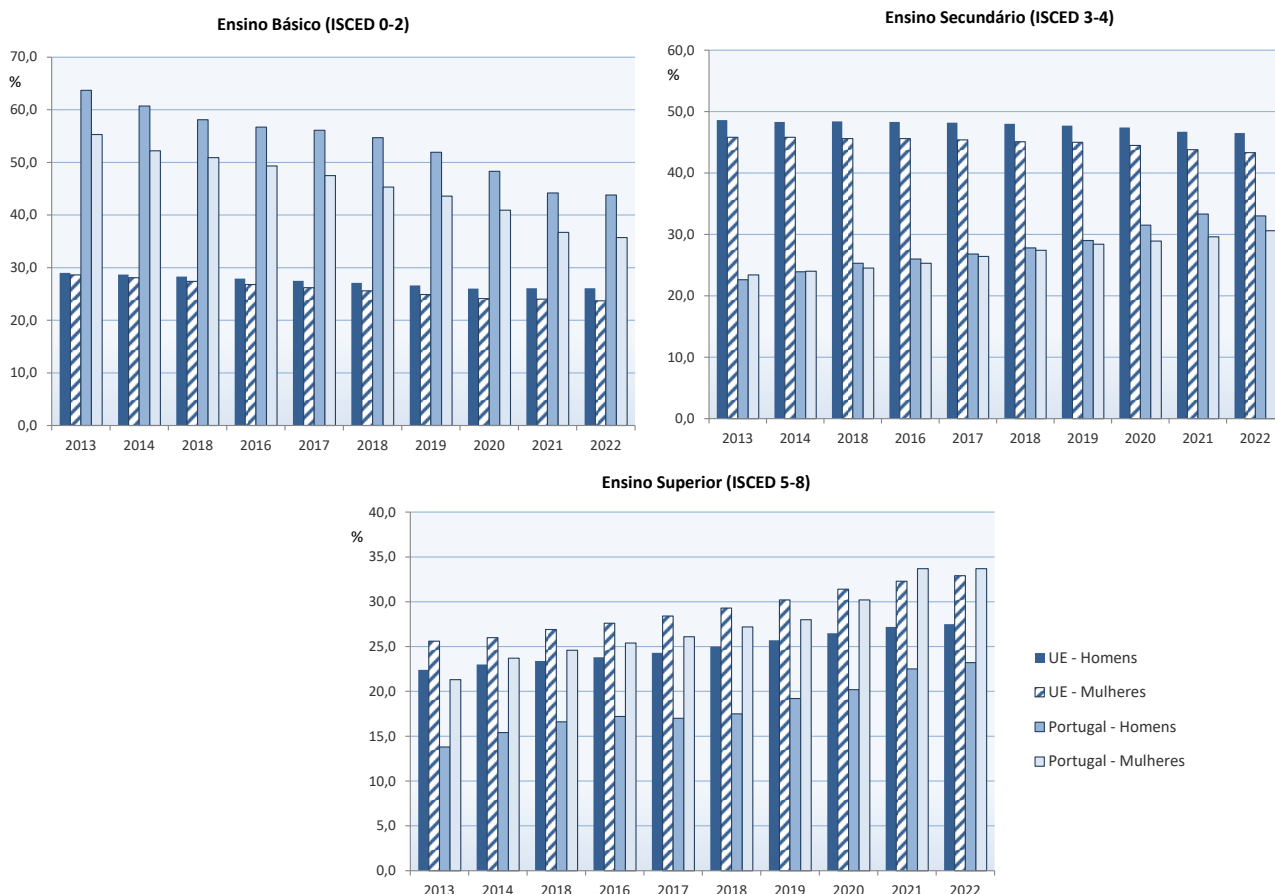 Ensino Básico (ISCED 0-2)
70,0
%
60,0
50,0
40,0
30,0
20,0
10,0
0,0
2013 2014 2018 2016 2017 2018 2019 2020 2021 2022
Ensino Secundário (ISCED 3-4)
60,0
%
50,0
40,0
30,0
20,0
10,0
0,0
2013 2014 2018 2016 2017 2018 2019 2020 2021 2022
Ensino Superior (ISCED 5-8)
40,0
%
35,0
30,0
25,0
20,0
15,0
10,0
5,0
0,0
2013 2014 2018 2016 2017 2018 2019 2020 2021 2022
UE - Homens
UE - Mulheres
Portugal - Homens
Portugal - Mulheres